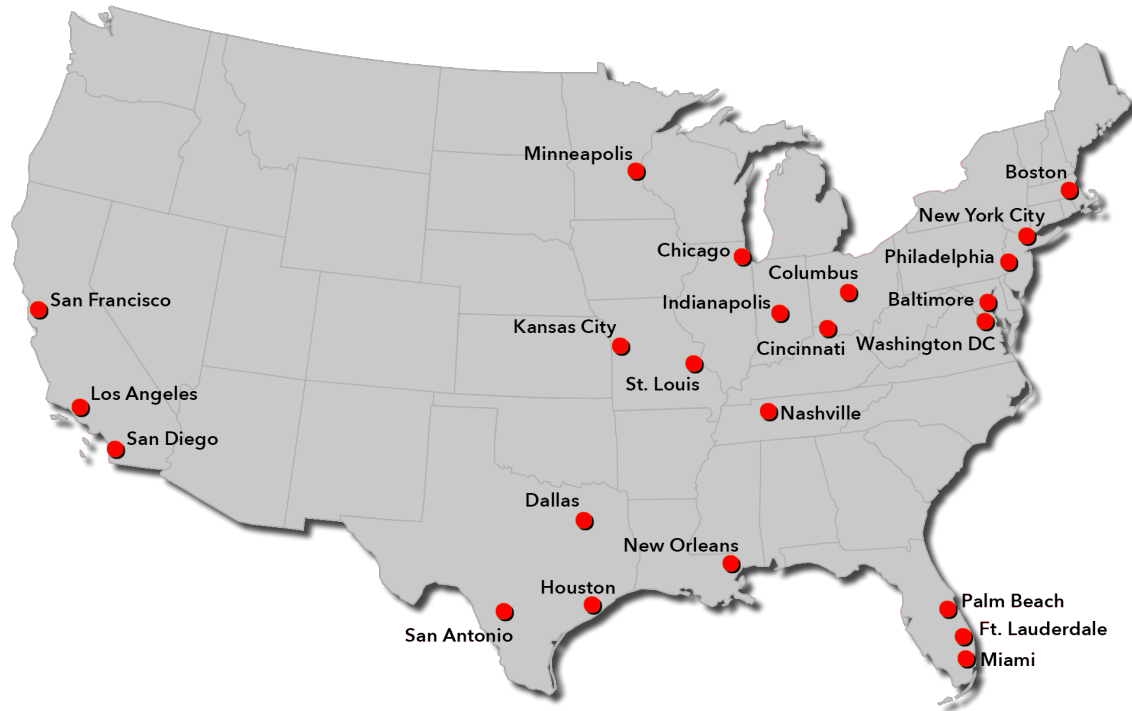 Minneapolis
Boston
New York City
Chicago
Philadelphia
Columbus
San Francisco
Indianapolis
Baltimore
Kansas City
Cincinnati
Washington DC
St. Louis
Los Angeles
Nashville
San Diego
Dallas
New Orleans
Houston
Palm Beach
Ft. Lauderdale
San Antonio
Miami